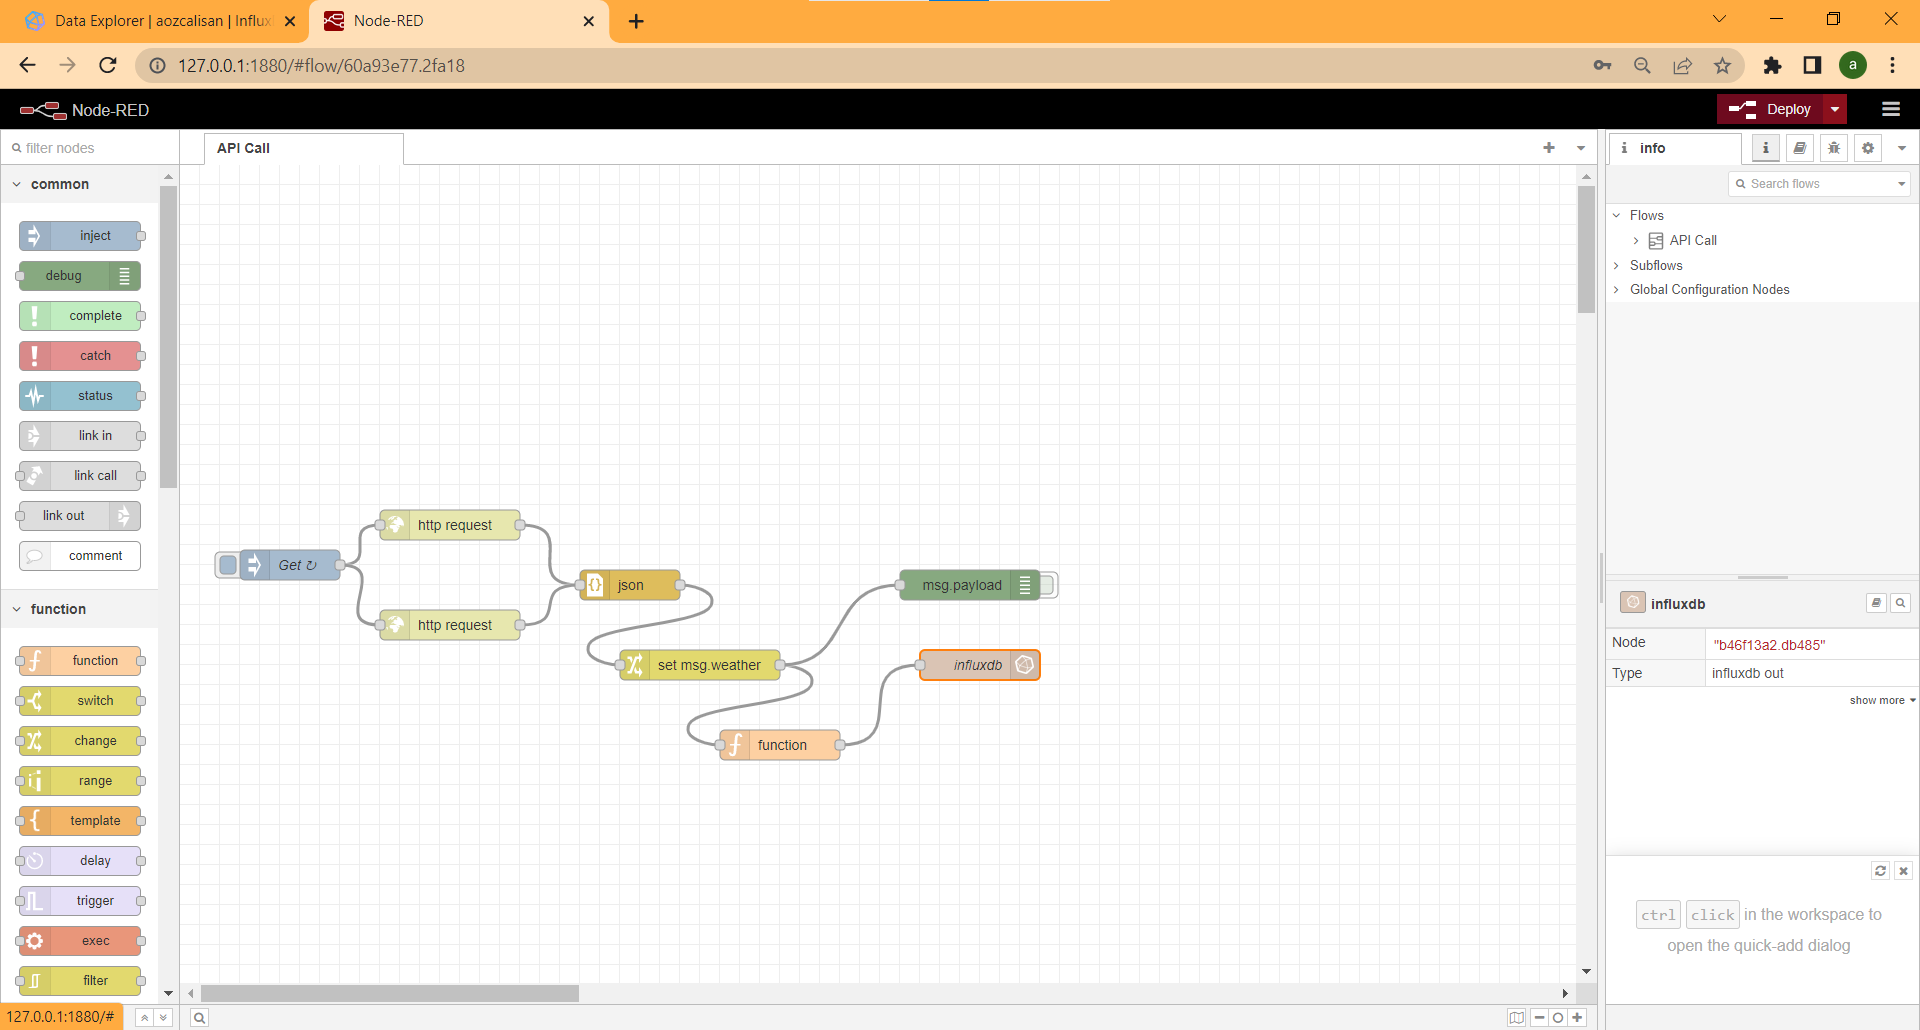 Data Explorer | aozcalisan | Influx
Node-RED
127.0.0.1:1880/#flow/60a93e77.2fa18
a
Node-RED
Deploy
filter nodes
API Call
info
common
Search flows
inject
Flows
debug
API Call
complete
Subflows
catch
Global Configuration Nodes
status
link in
link call
link out
comment
http request
Get ↻
json
msg.payload
function
http request
influxdb
function
set msg.weather
influxdb
Node
"b46f13a2.db485"
switch
Type
influxdb out
show more
change
function
range
template
delay
trigger
ctrl click in the workspace to
exec
open the quick-add dialog
filter
127.0.0.1:1880/#